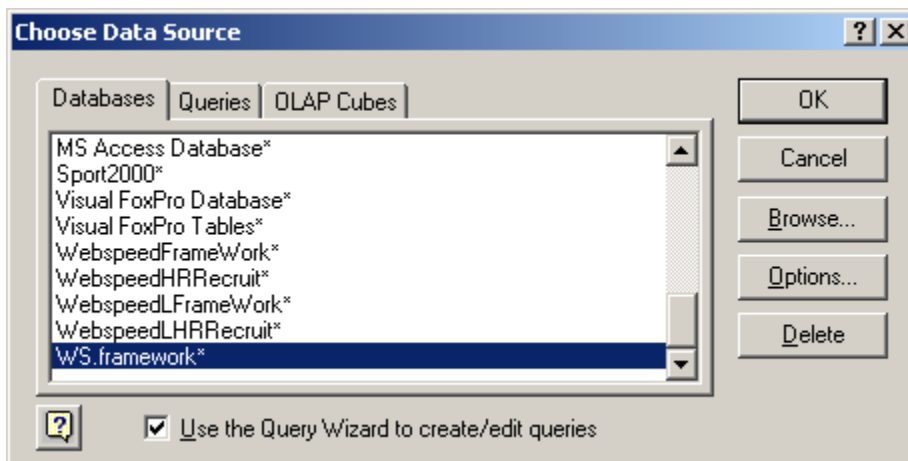 Choose Data Source
Databases Queries OLAP Cubes
MS Access Database*
Sport2000*
Visual FoxPro Database*
Visual FoxPro Tables*
WebspeedFrameWork*
WebspeedHRRecruit*
WebspeedLFrameWork*
WebspeedLHRRecruit*
WS.framework*
OK
Cancel
Browse...
Options...
Delete
Use the Query Wizard to create/edit queries